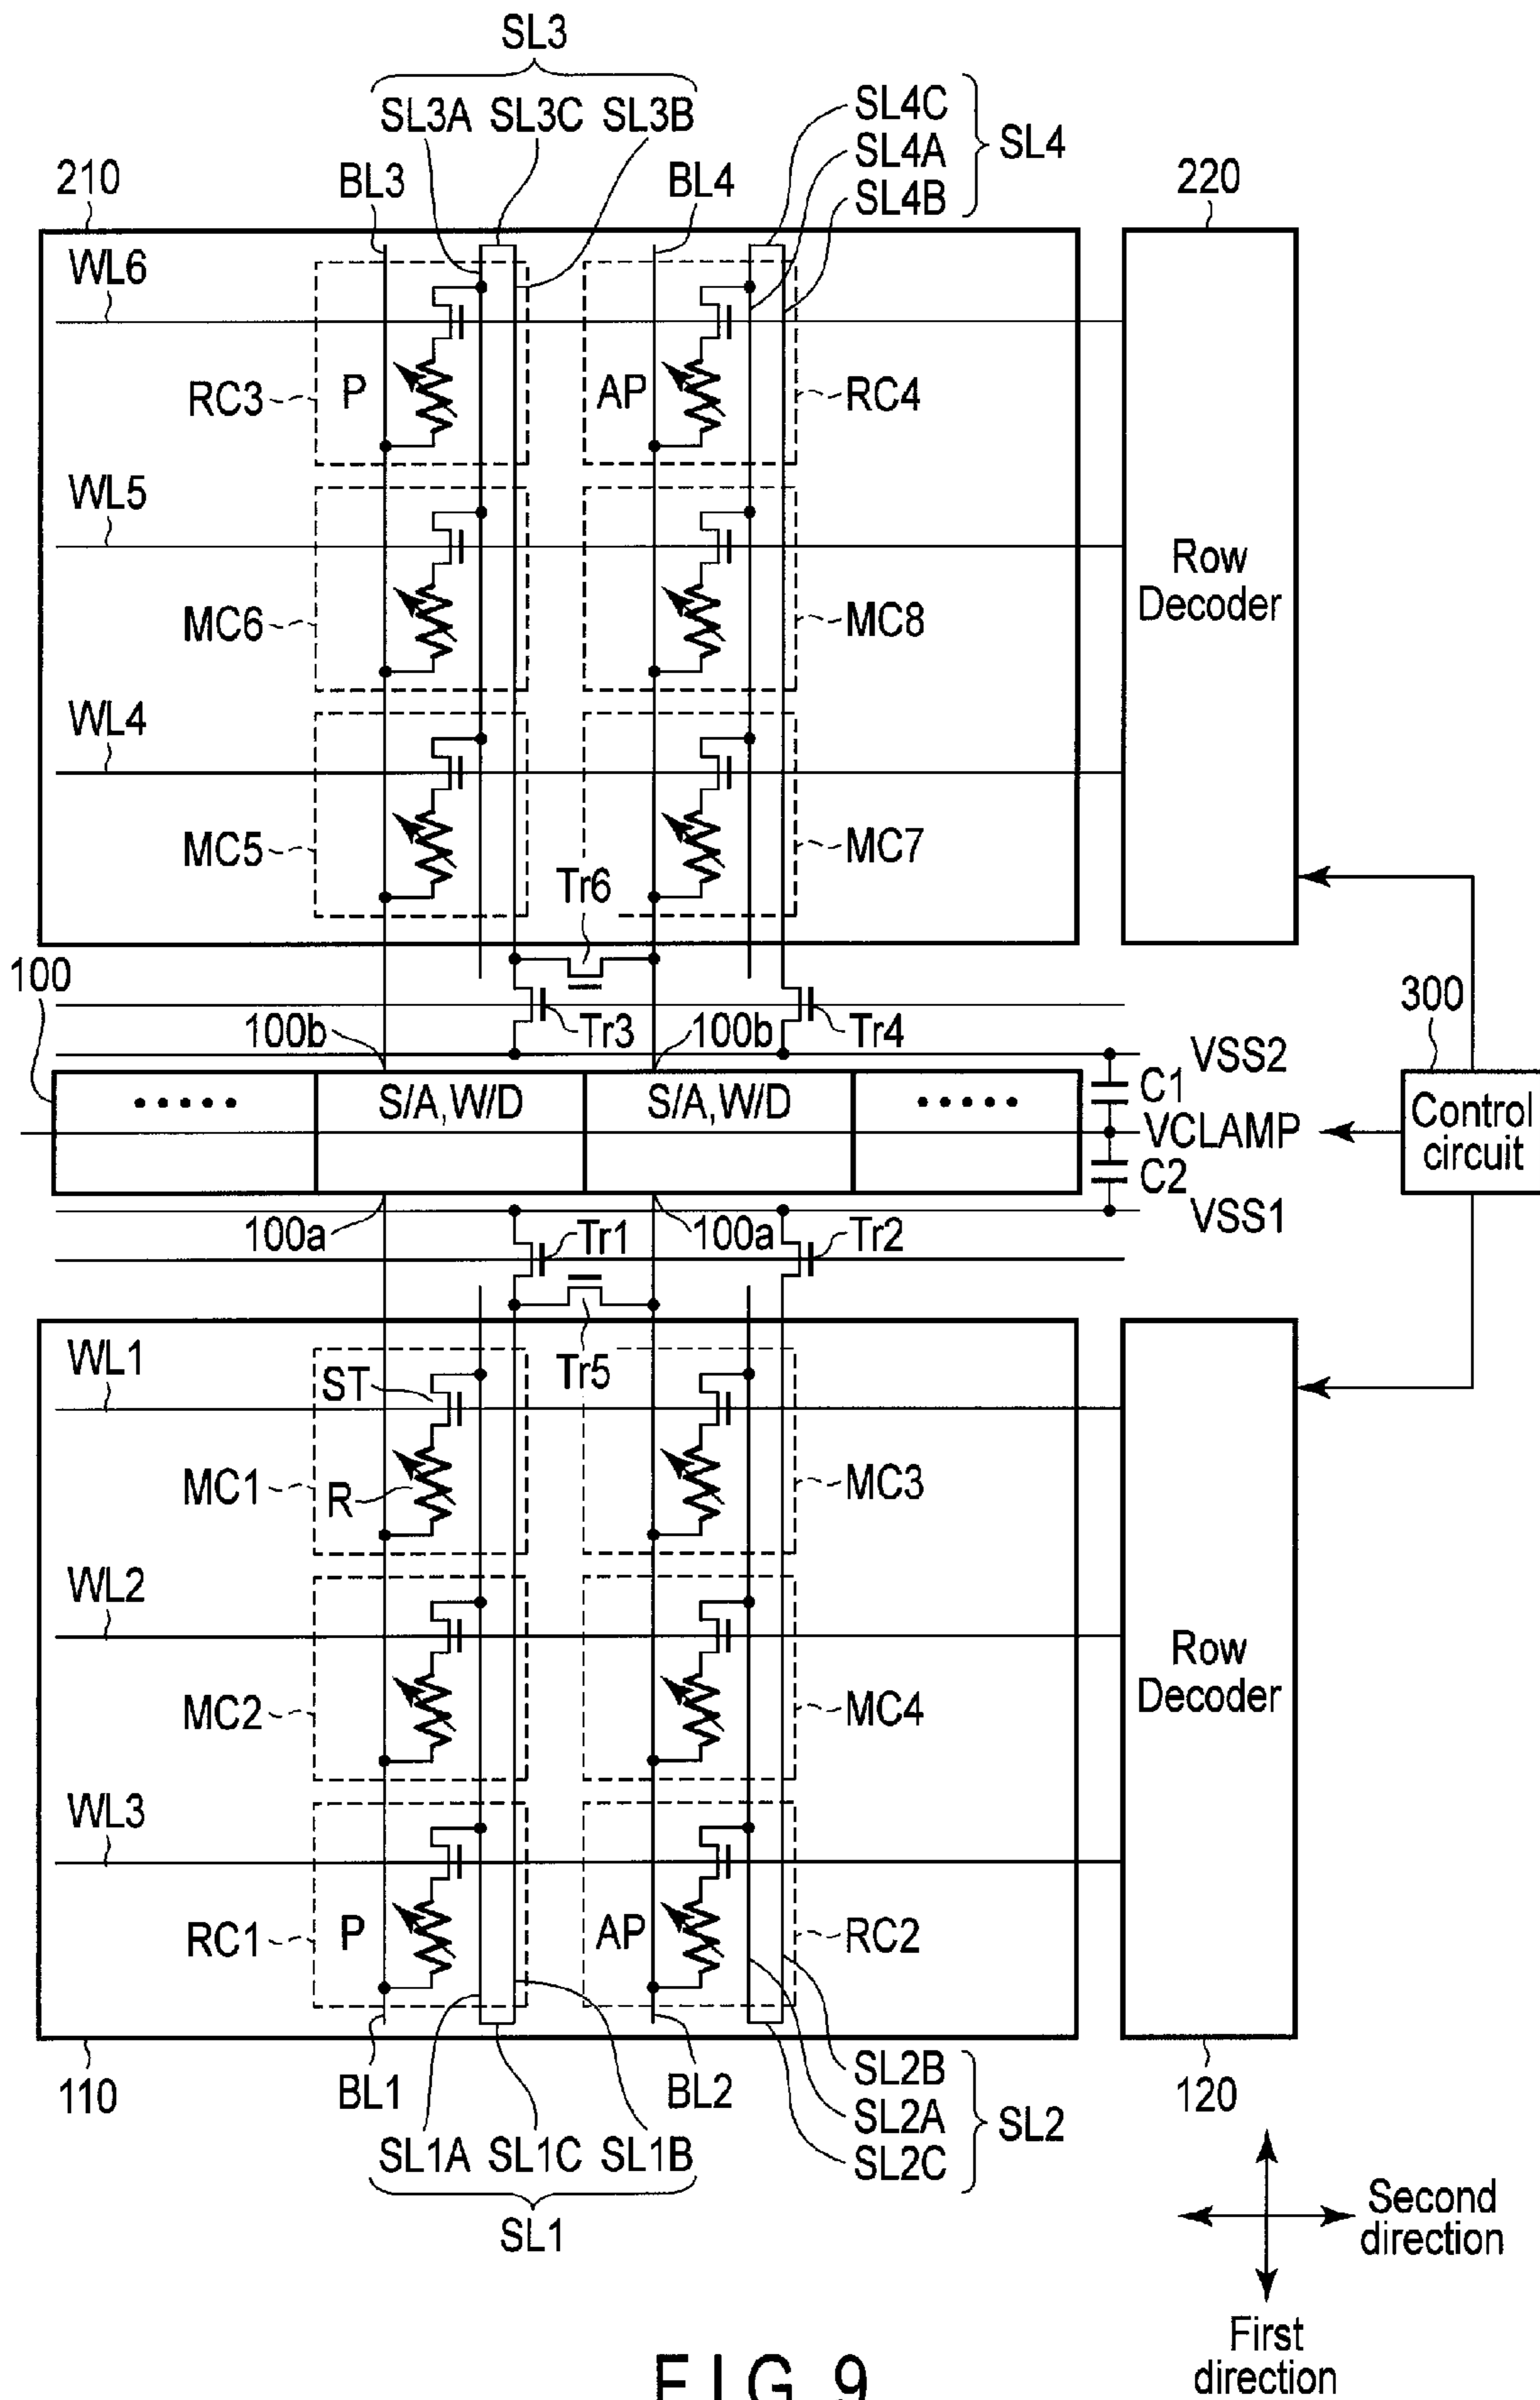 SL3
SL3A SL3C SL3B
SL4C
SL4A
SL4B
SL4
210
BL3
BL4
220
WL6
RC3
P
AP
RC4
WL5
MC6
MC8
Row
Decoder
WL4
MC5
MC7
Tr6
100
Tr3
Tr4
300
100b
100b
VSS2
C1
S/A,W/D
S/A,W/D
•••••
•••••
VCLAMP
Control
circuit
C2
VSS1
100a
Tr1
100a
Tr2
WL1
ST
Tr5
MC1
R
MC3
WL2
MC2
MC4
Row
Decoder
WL3
RC1
P
AP
RC2
110
BL1
BL2
SL2B
SL2A
SL2C
SL2
120
SL1A SL1C SL1B
SL1
Second
direction
First
direction
FIG. 9